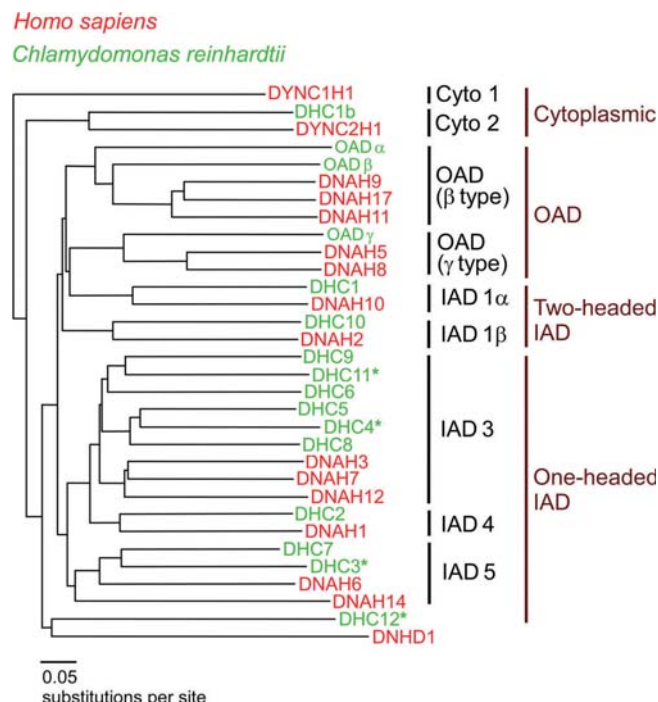 Homo sapiens
Chlamydomonas reinhardtii
DYNC1H1
DHC1b
DYNC2H1
OAD α
OAD β
DNAH9
DNAH17
DNAH11
OAD γ
DNAH5
DNAH8
DHC1
DNAH10
DHC10
DNAH2
DHC9
DHC11*
DHC6
DHC5
DHC4*
DHC8
DNAH3
DNAH7
DNAH12
DHC2
DNAH1
DHC7
DHC3*
DNAH6
DNAH14
DHC12*
DNHD1
Cyto 1
Cyto 2
OAD
(β type)
OAD
(γ type)
IAD 1α
IAD 1β
IAD 3
IAD 4
IAD 5
Cytoplasmic
OAD
Two-headed
IAD
One-headed
IAD
0.05
substitutions per site